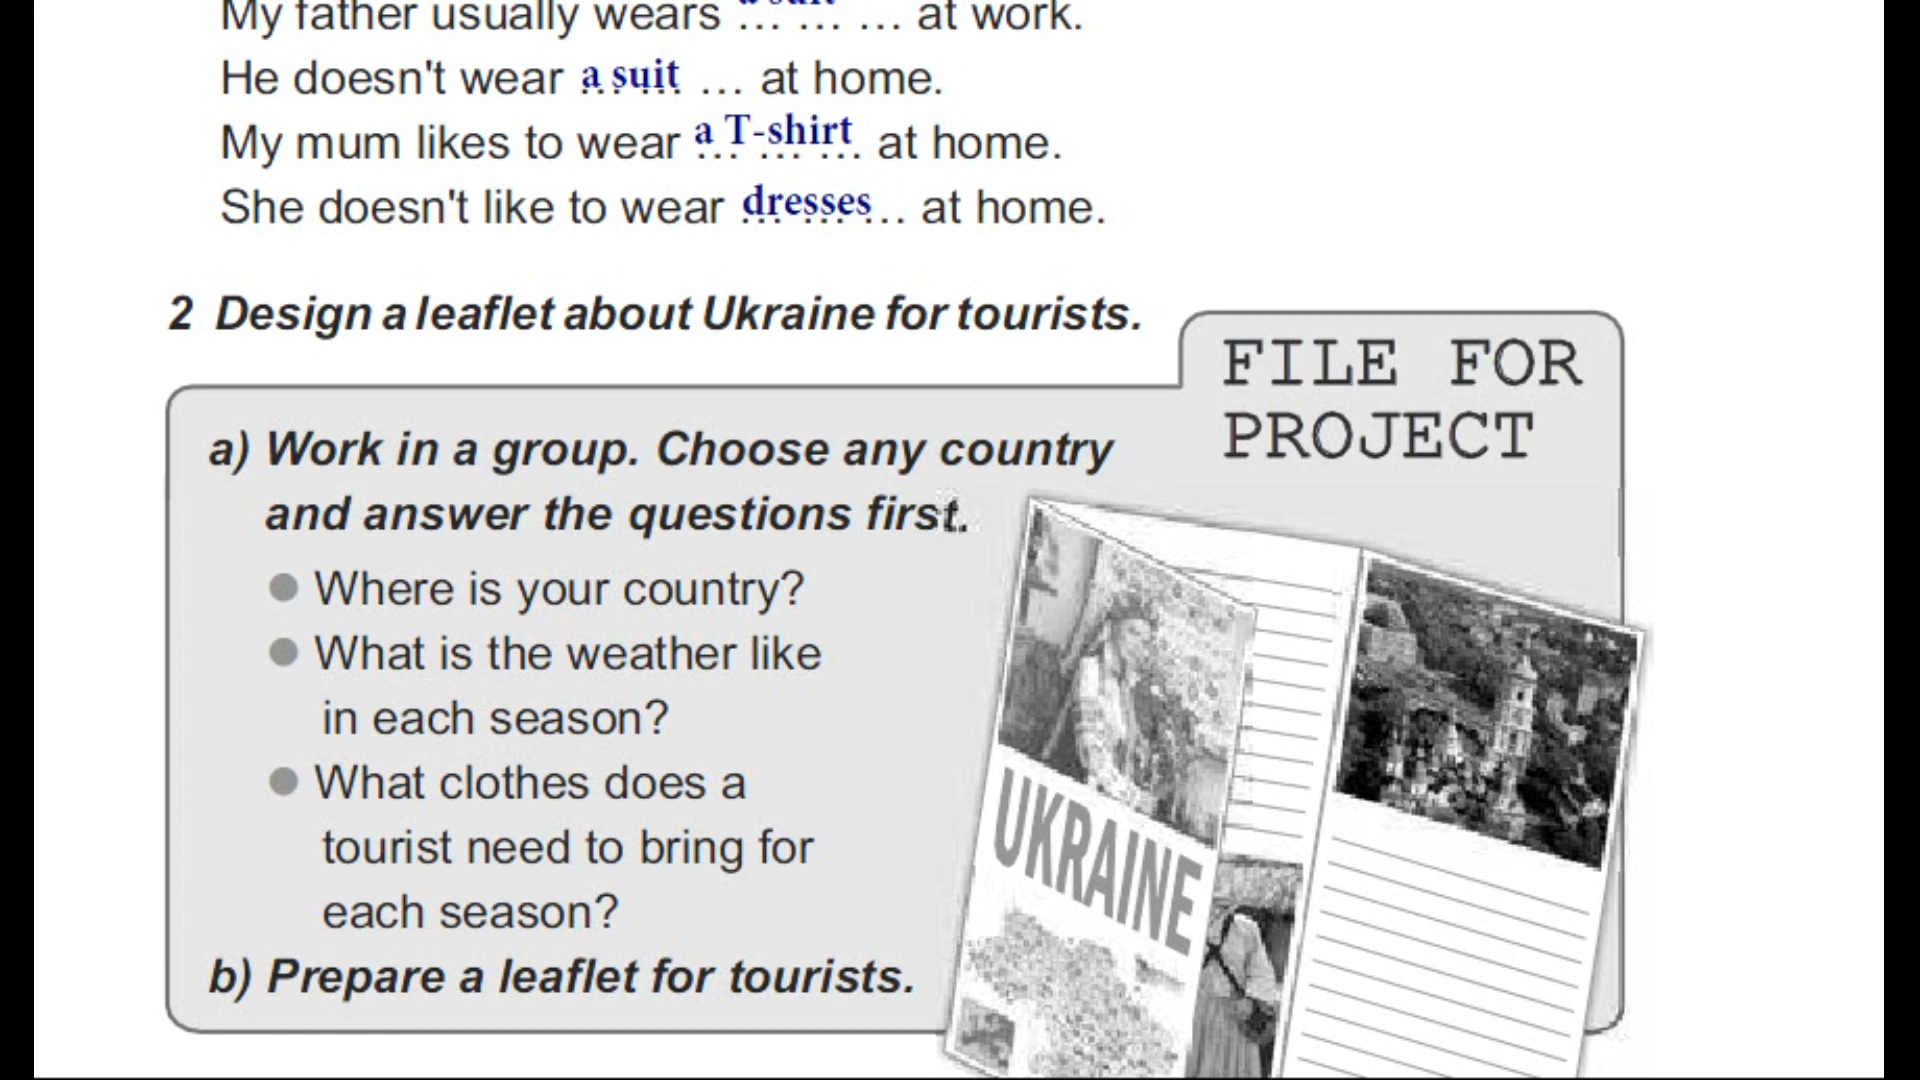 My father usually wears a suit ... ... ... at work.
He doesn't wear a suit ... at home.
My mum likes to wear a T-shirt at home.
She doesn't like to wear dresses ... at home.
2 Design a leaflet about Ukraine for tourists.
FILE FOR
PROJECT
a) Work in a group. Choose any country
and answer the questions first.
● Where is your country?
● What is the weather like
in each season?
● What clothes does a
tourist need to bring for
each season?
b) Prepare a leaflet for tourists.
UKRAINE